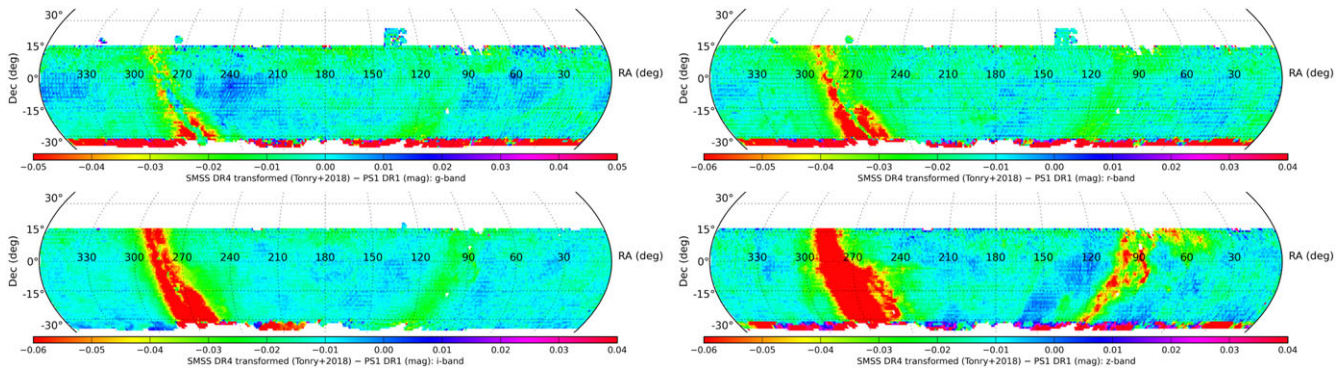 30°
15°
0°
-15°
-30°
Dec (deg)
330 300 270 240 210 180 150 120 90 60 30
RA (deg)
−0.05 −0.04 −0.03 −0.02 −0.01 0.00 0.01 0.02 0.03 0.04 0.05
SMSS DR4 transformed (Tonry+2018) − PS1 DR1 (mag): g-band
30°
15°
0°
-15°
-30°
Dec (deg)
330 300 270 240 210 180 150 120 90 60 30
RA (deg)
−0.06 −0.05 −0.04 −0.03 −0.02 −0.01 0.00 0.01 0.02 0.03 0.04
SMSS DR4 transformed (Tonry+2018) − PS1 DR1 (mag): r-band
30°
15°
0°
-15°
-30°
Dec (deg)
330 300 270 240 210 180 150 120 90 60 30
RA (deg)
−0.06 −0.05 −0.04 −0.03 −0.02 −0.01 0.00 0.01 0.02 0.03 0.04
SMSS DR4 transformed (Tonry+2018) − PS1 DR1 (mag): i-band
30°
15°
0°
-15°
-30°
Dec (deg)
330 300 270 240 210 180 150 120 90 60 30
RA (deg)
−0.06 −0.05 −0.04 −0.03 −0.02 −0.01 0.00 0.01 0.02 0.03 0.04
SMSS DR4 transformed (Tonry+2018) − PS1 DR1 (mag): z-band